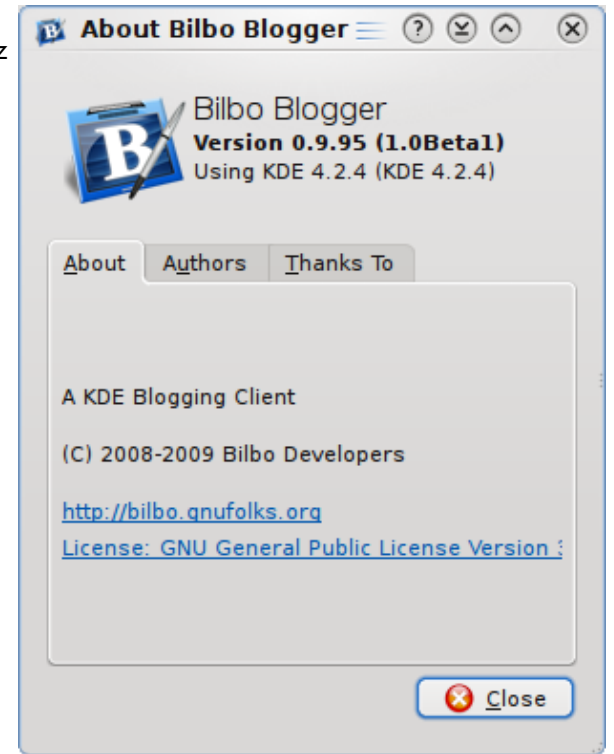 z
About Bilbo Blogger
?
B
Bilbo Blogger
Version 0.9.95 (1.0Beta1)
Using KDE 4.2.4 (KDE 4.2.4)
About Authors Thanks To
A KDE Blogging Client
(C) 2008-2009 Bilbo Developers
http://bilbo.gnufolks.org
License: GNU General Public License Version 3
Close